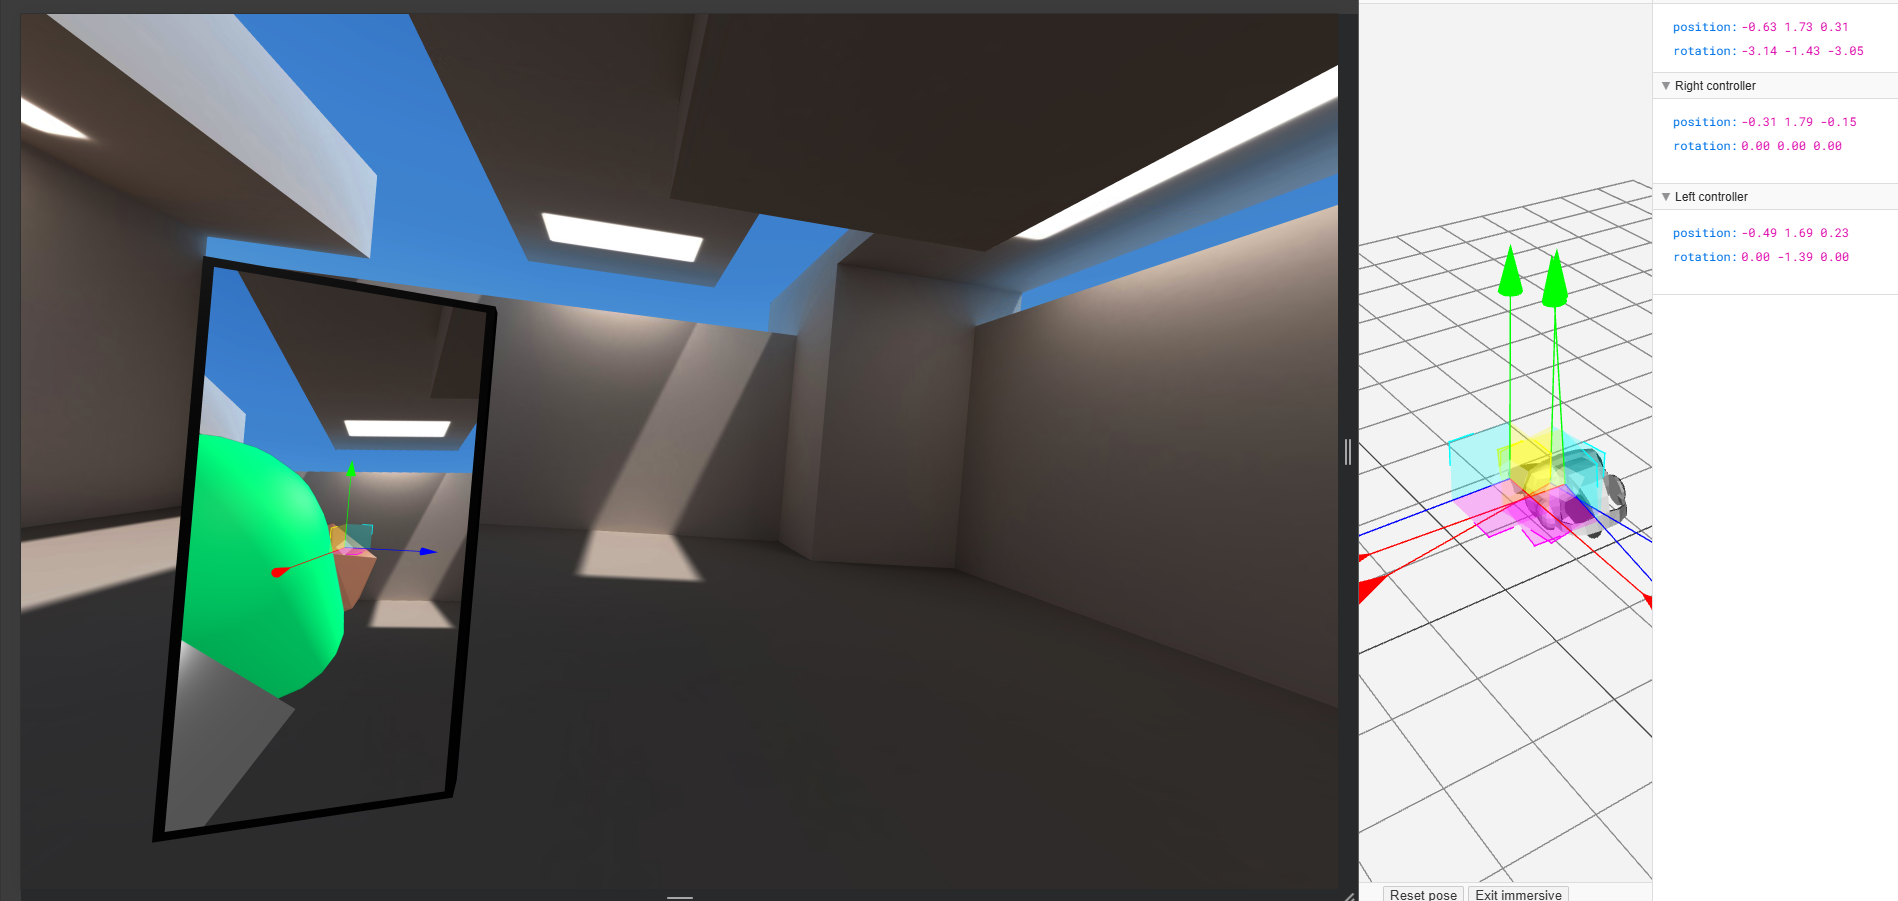 position: -0.63 1.73 0.31
rotation: -3.14 -1.43 -3.05
Right controller
position: -0.31 1.79 -0.15
rotation: 0.00 0.00 0.00
Left controller
position: -0.49 1.69 0.23
rotation: 0.00 -1.39 0.00
Reset pose Exit immersive